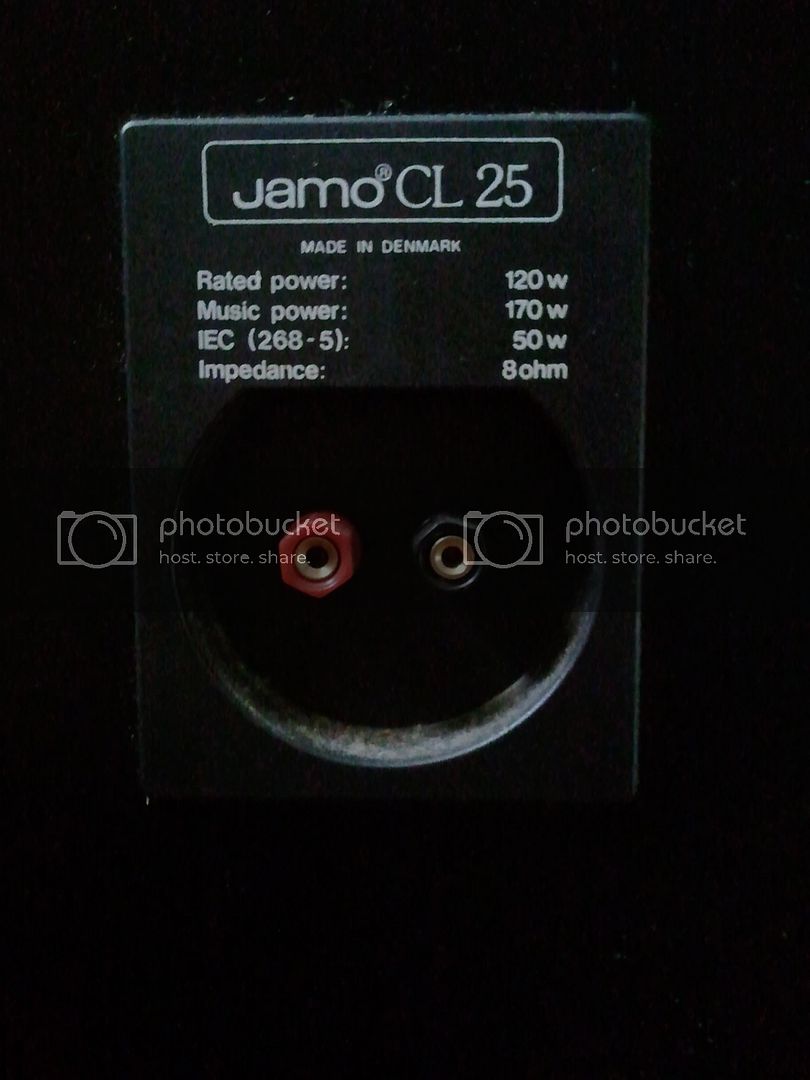 Jamo® CL 25
MADE IN DENMARK
Rated power: 120 w
Music power: 170 w
IEC (268-5): 50 w
Impedance: 8 ohm
photobucket photobucket
host. store. share. host. store. share.